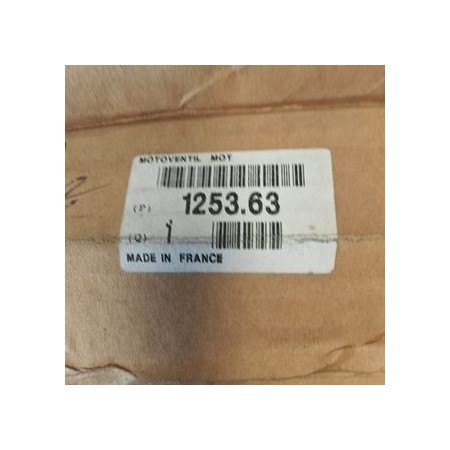 MOTOVENTIL MOT
(P) 1253.63
(Q) 1
MADE IN FRANCE